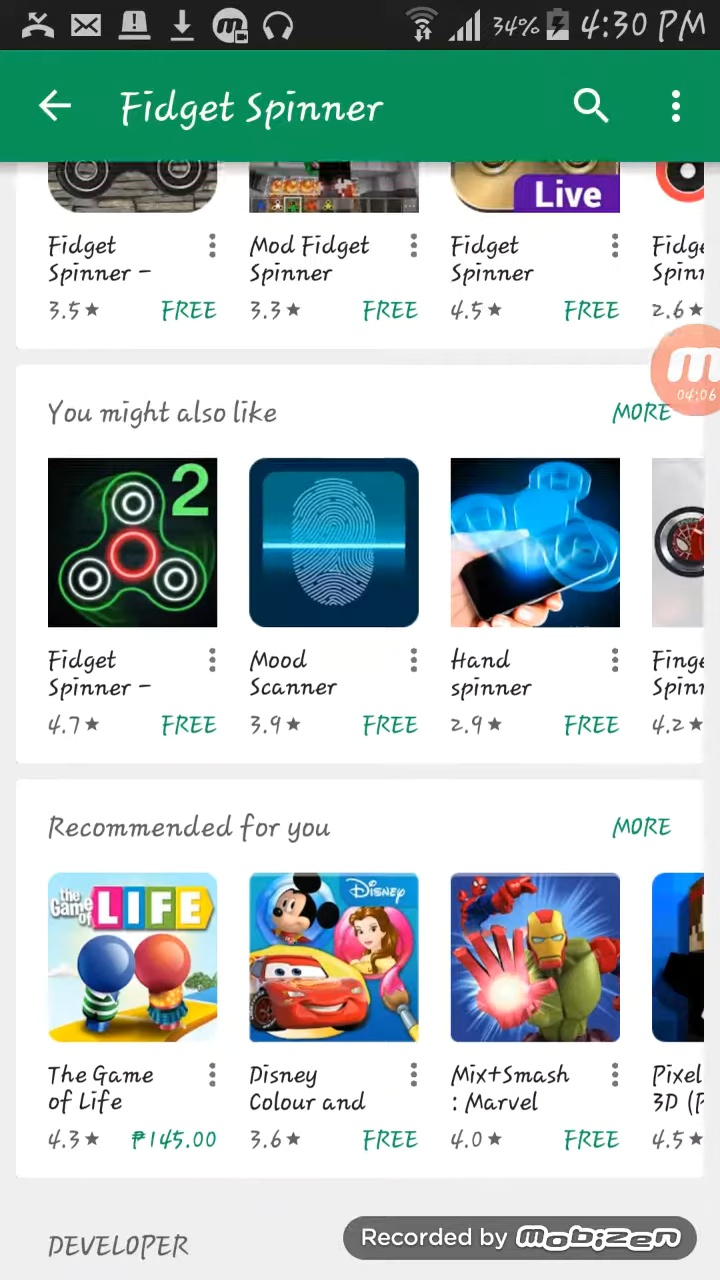 34% 4:30 PM
Fidget Spinner
Live
Fidget Spinner –
3.5★ FREE
Mod Fidget Spinner
3.3★ FREE
Fidget Spinner
4.5★ FREE
2.6★
04:06
You might also like
MORE
2
Fidget Spinner –
4.7★ FREE
Mood Scanner
3.9★ FREE
Hand spinner
2.9★ FREE
4.2★
Recommended for you
MORE
the Game of LIFE
Disney
The Game of Life
4.3★ ₱145.00
Disney Colour and
3.6★ FREE
Mix+Smash : Marvel
4.0★ FREE
Pixel 3D (P
4.5★
DEVELOPER
Recorded by mobizen